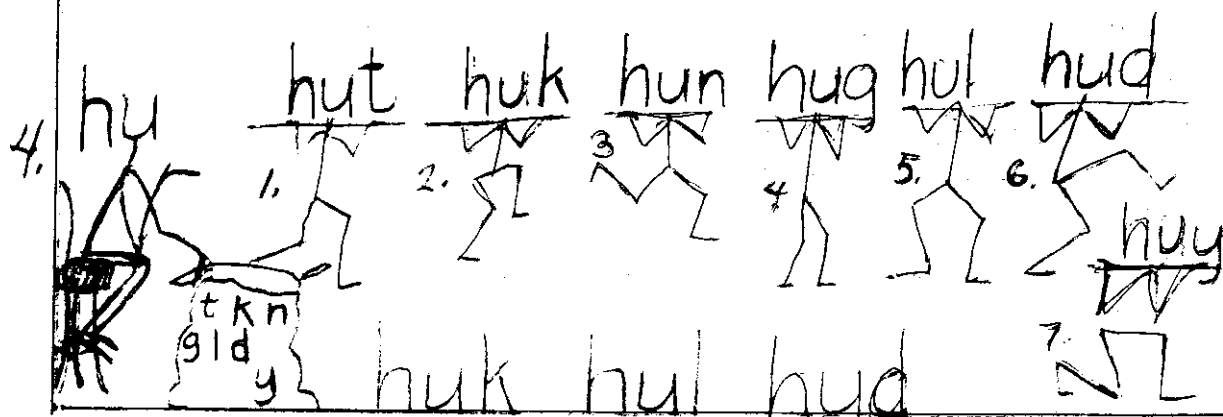 4.
hu
1. hut
2. huk
3 hun
4 hug
5. hul
6. hud
7. huy
t k n
g l d
y
huk hul hud